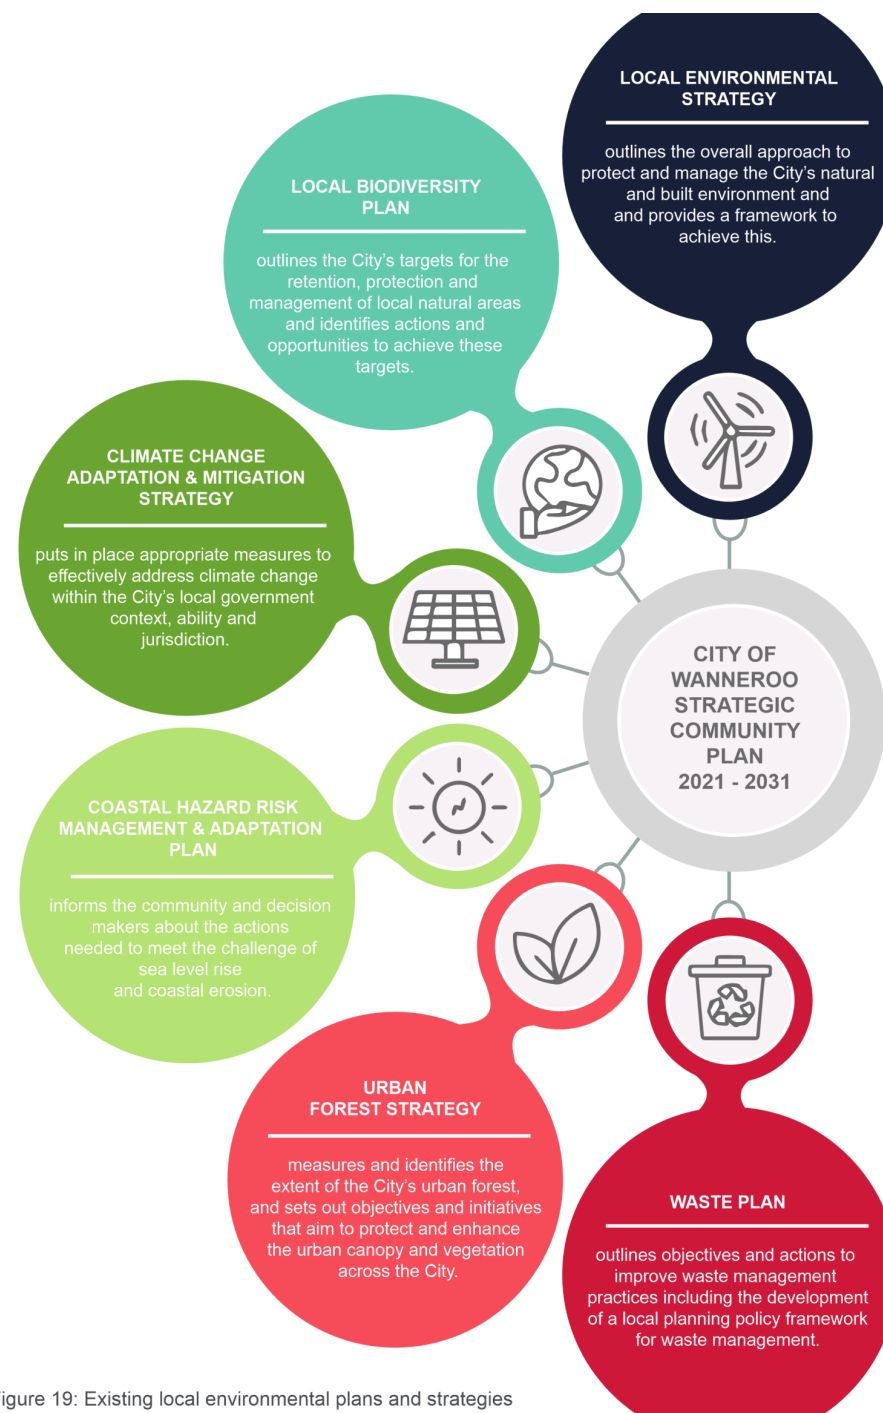 LOCAL ENVIRONMENTAL
STRATEGY
outlines the overall approach to
protect and manage the City's natural
and built environment and
and provides a framework to
achieve this.
LOCAL BIODIVERSITY
PLAN
outlines the City's targets for the
retention, protection and
management of local natural areas
and identifies actions and
opportunities to achieve these
targets.
CLIMATE CHANGE
ADAPTATION & MITIGATION
STRATEGY
puts in place appropriate measures to
effectively address climate change
within the City's local government
context, ability and
jurisdiction.
CITY OF
WANNEROO
STRATEGIC
COMMUNITY
PLAN
2021 - 2031
COASTAL HAZARD RISK
MANAGEMENT & ADAPTATION
PLAN
informs the community and decision
makers about the actions
needed to meet the challenge of
sea level rise
and coastal erosion.
URBAN
FOREST STRATEGY
measures and identifies the
extent of the City's urban forest,
and sets out objectives and initiatives
that aim to protect and enhance
the urban canopy and vegetation
across the City.
WASTE PLAN
outlines objectives and actions to
improve waste management
practices including the development
of a local planning policy framework
for waste management.
igure 19: Existing local environmental plans and strategies